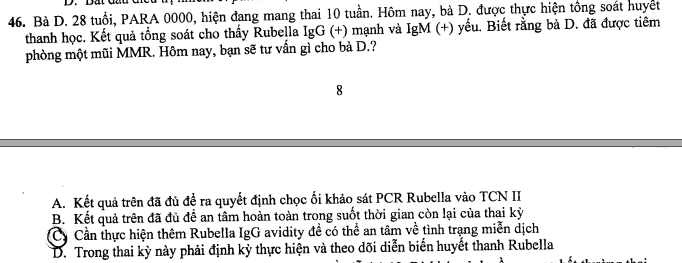 46. Bà D. 28 tuổi, PARA 0000, hiện đang mang thai 10 tuần. Hôm nay, bà D. được thực hiện tổng soát huyết
thanh học. Kết quả tổng soát cho thấy Rubella IgG (+) mạnh và IgM (+) yếu. Biết rằng bà D. đã được tiêm
phòng một mũi MMR. Hôm nay, bạn sẽ tư vấn gì cho bà D.?
8
A. Kết quả trên đã đủ để ra quyết định chọc ối khảo sát PCR Rubella vào TCN II
B. Kết quả trên đã đủ để an tâm hoàn toàn trong suốt thời gian còn lại của thai kỳ
C. Cần thực hiện thêm Rubella IgG avidity để có thể an tâm về tình trạng miễn dịch
D. Trong thai kỳ này phải định kỳ thực hiện và theo dõi diễn biến huyết thanh Rubella